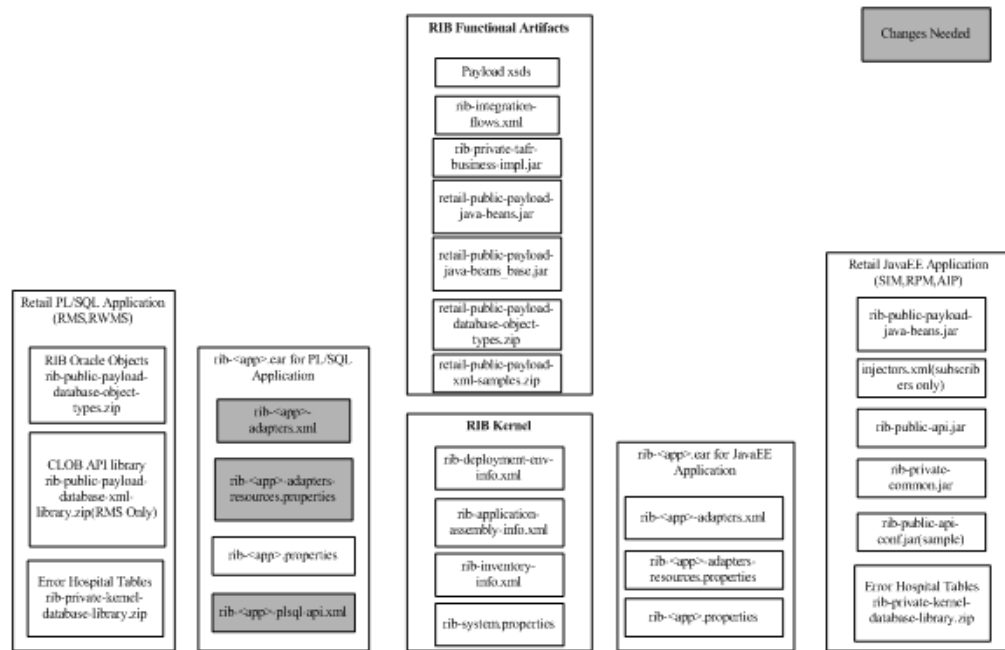 RIB Functional Artifacts
Payload xsds
rib-integration-
flows.xml
rib-private-tafr-
business-impl.jar
retail-public-payload-
java-beans.jar
retail-public-payload-
java-beans_base.jar
retail-public-payload-
database-object-
types.zip
retail-public-payload-
xml-samples.zip
Changes Needed
Retail PL/SQL Application
(RMS,RWMS)
RIB Oracle Objects
rib-public-payload-
database-object-
types.zip
CLOB API library
rib-public-payload-
database-xml-
library.zip(RMS Only)
Error Hospital Tables
rib-private-kernel-
database-library.zip
rib-<app>.ear for PL/SQL
Application
rib-<app>-
adapters.xml
rib-<app>-adapters-
resources.properties
rib-<app>.properties
rib-<app>-plsql-api.xml
RIB Kernel
rib-deployment-env-
info.xml
rib-application-
assembly-info.xml
rib-inventory-
info.xml
rib-system.properties
rib-<app>.ear for JavaEE
Application
rib-<app>-adapters.xml
rib-<app>-adapters-
resources.properties
rib-<app>.properties
Retail JavaEE Application
(SIM,RPM,AIP)
rib-public-payload-
java-beans.jar
injectors.xml(subscri
bers only)
rib-public-api.jar
rib-private-
common.jar
rib-public-api-
conf.jar(sample)
Error Hospital Tables
rib-private-kernel-
database-library.zip